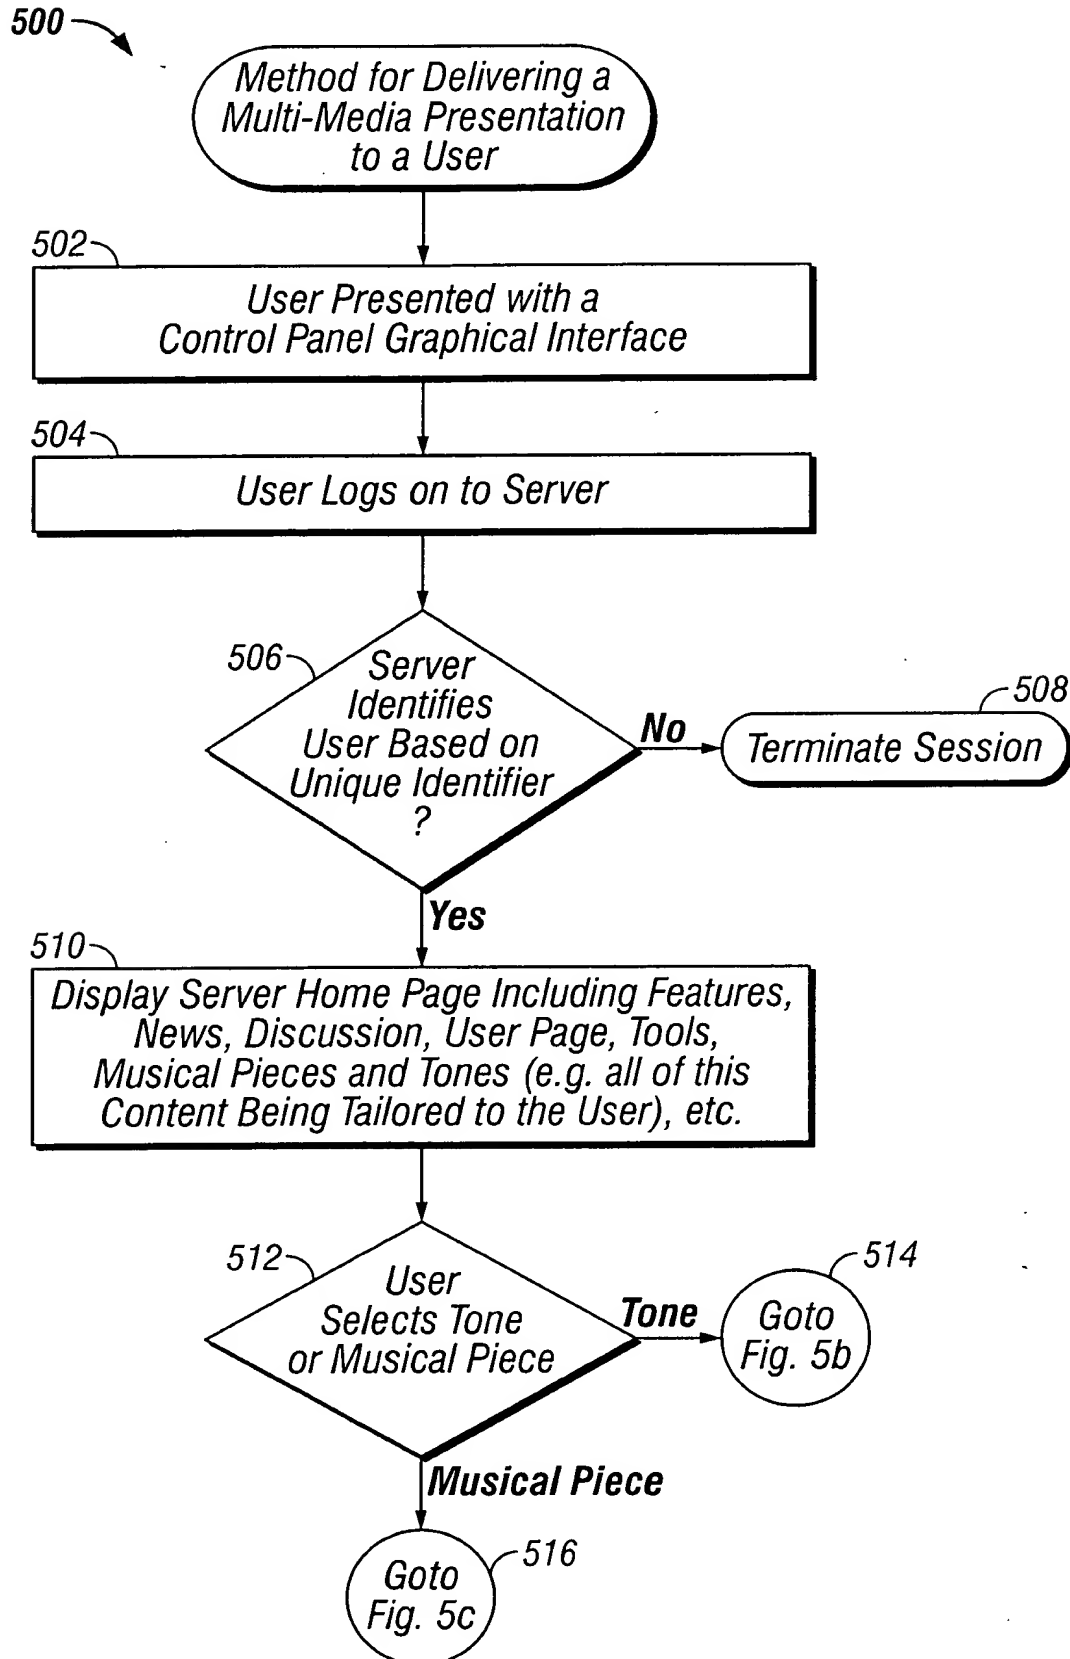 500
Method for Delivering a
Multi-Media Presentation
to a User
502
User Presented with a
Control Panel Graphical Interface
504
User Logs on to Server
506
Server
Identifies
User Based on
Unique Identifier
?
No
508
Terminate Session
Yes
510
Display Server Home Page Including Features,
News, Discussion, User Page, Tools,
Musical Pieces and Tones (e.g. all of this
Content Being Tailored to the User), etc.
512
User
Selects Tone
or Musical Piece
Tone
514
Goto
Fig. 5b
Musical Piece
516
Goto
Fig. 5c